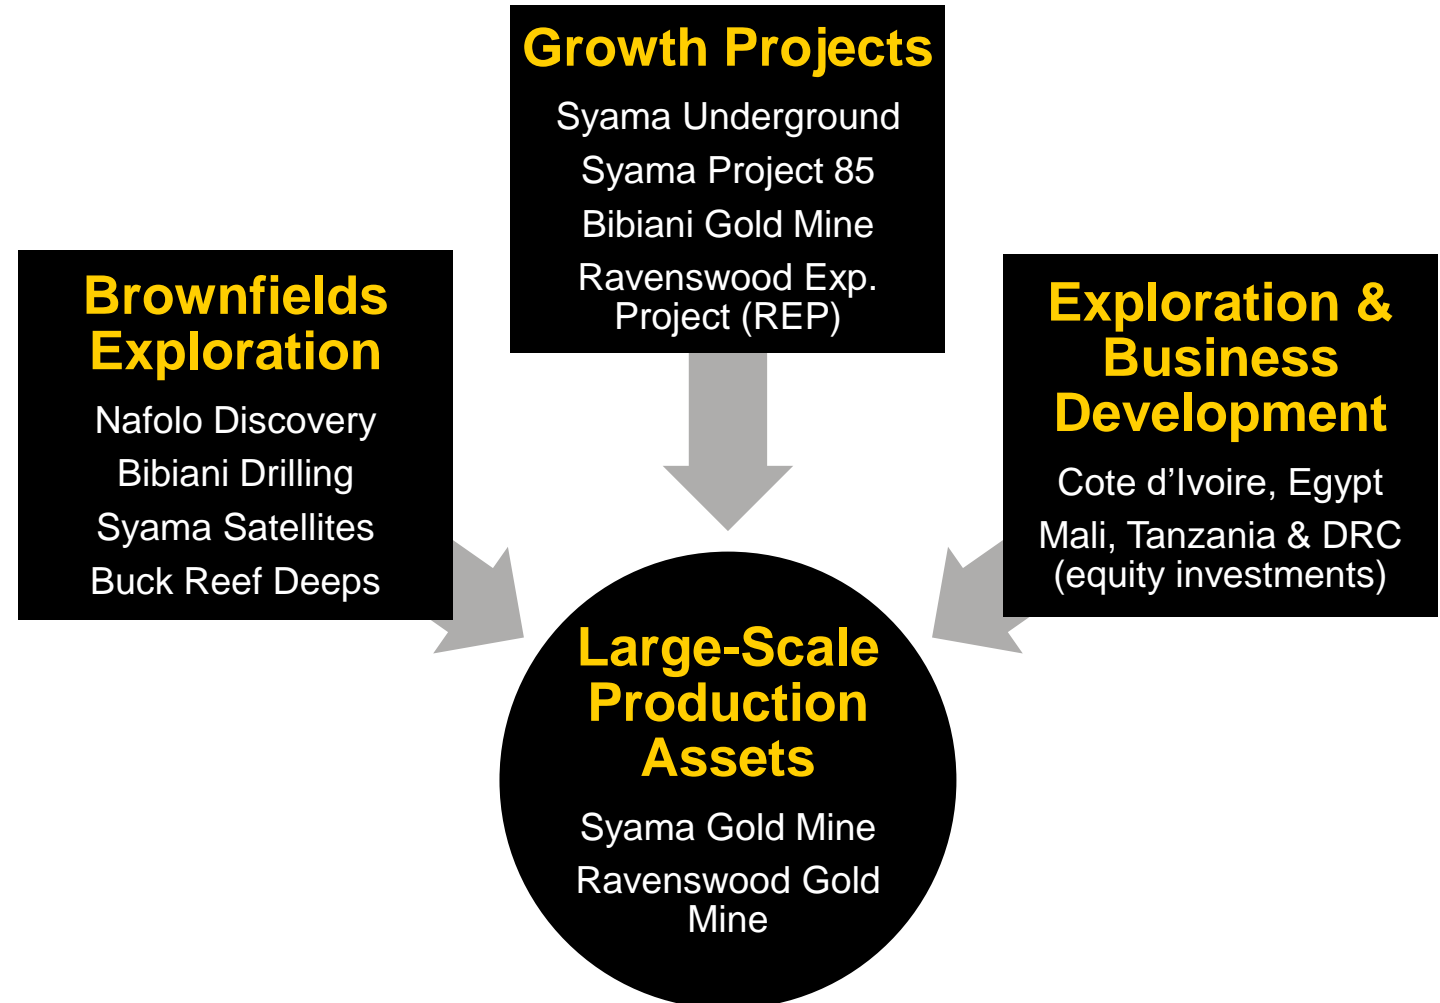 Growth Projects
Syama Underground
Syama Project 85
Bibiani Gold Mine
Ravenswood Exp.
Project (REP)
Brownfields
Exploration
Nafolo Discovery
Bibiani Drilling
Syama Satellites
Buck Reef Deeps
Exploration &
Business
Development
Cote d’Ivoire, Egypt
Mali, Tanzania & DRC
(equity investments)
Large-Scale
Production
Assets
Syama Gold Mine
Ravenswood Gold
Mine